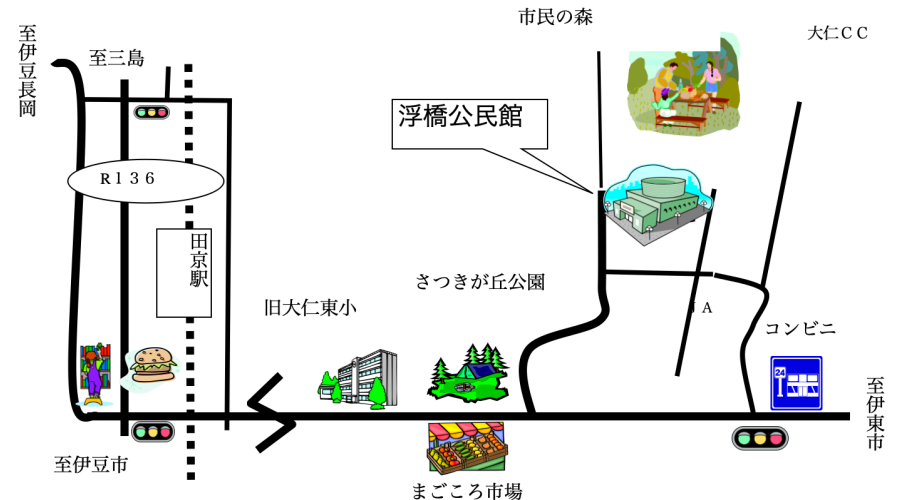 市民の森
大仁ＣＣ
至伊豆長岡
至三島
浮橋公民館
Ｒ１３６
田京駅
さつきが丘公園
旧大仁東小
Ａ
コンビニ
24
至伊東市
至伊豆市
まごころ市場